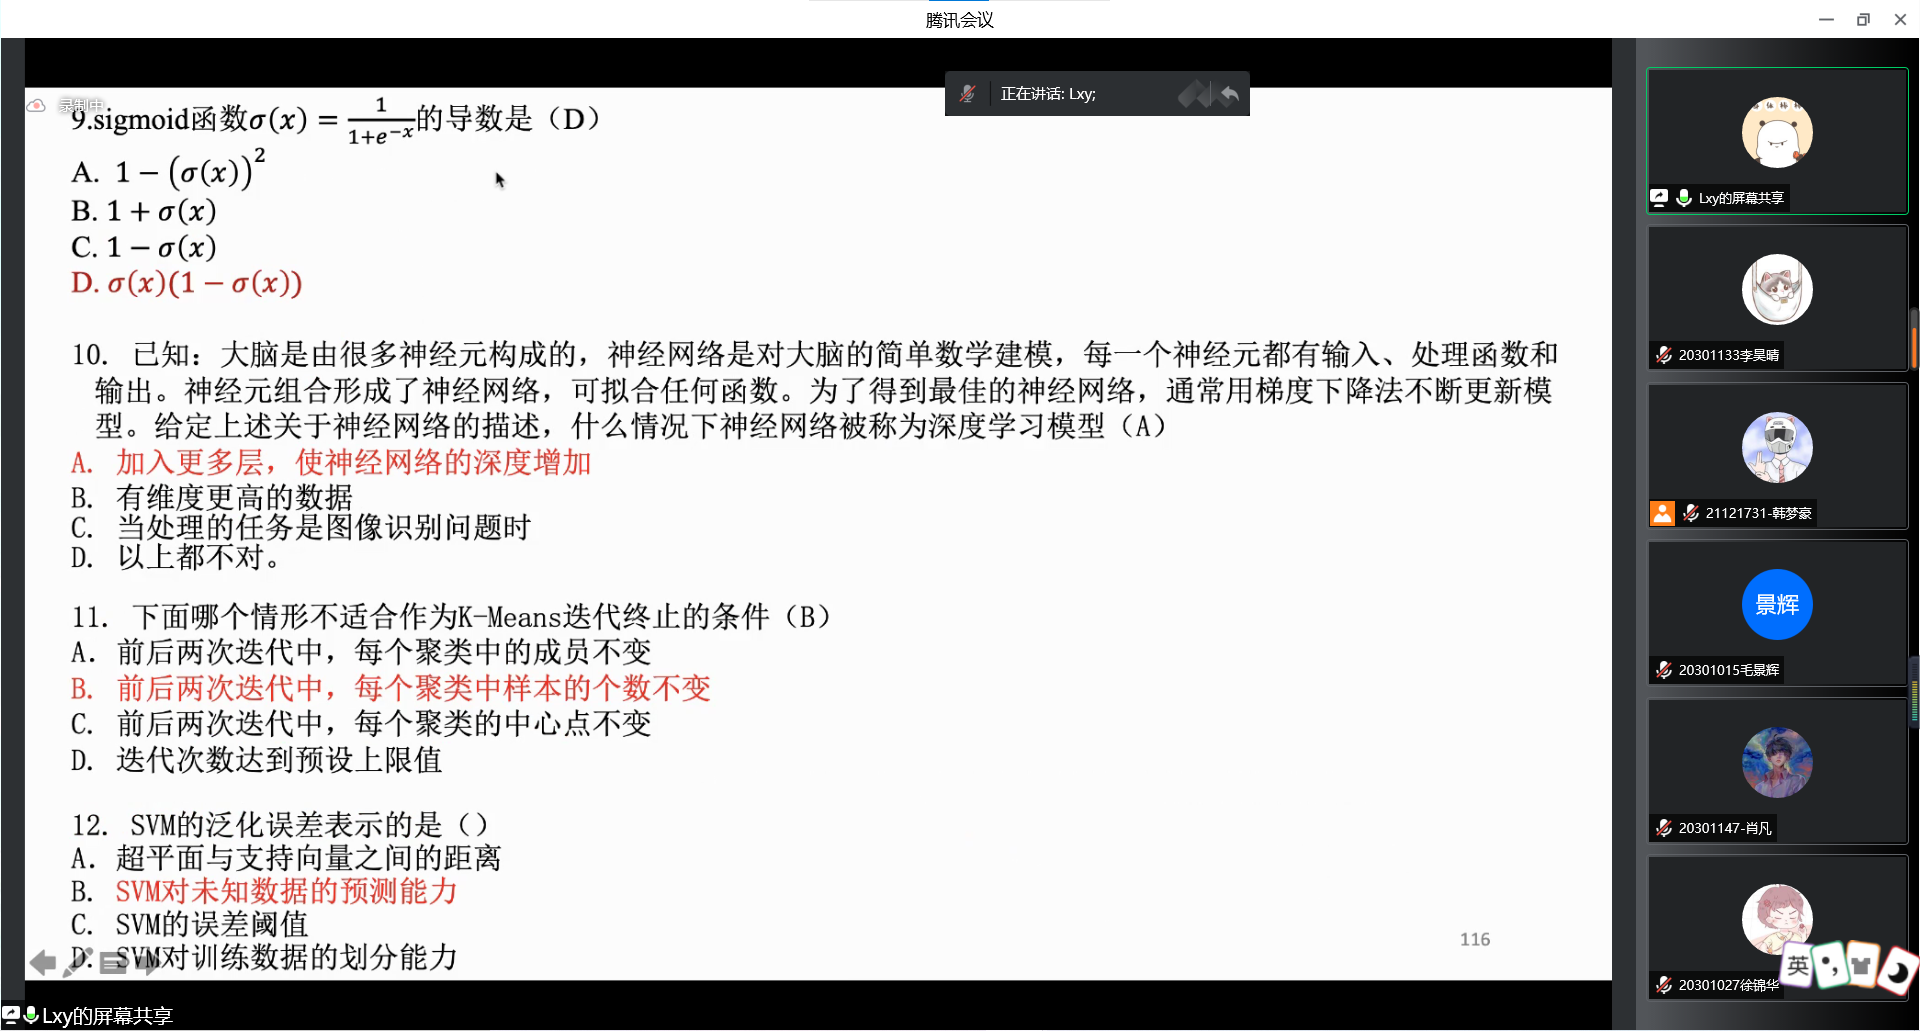 腾讯会议
录制中
正在讲话: Lxy;
9.sigmoid函数σ(x) = 1/(1+e^{-x})的导数是（D）
A. 1 − (σ(x))^2
B. 1 + σ(x)
C. 1 − σ(x)
D. σ(x)(1 − σ(x))
10. 已知：大脑是由很多神经元构成的，神经网络是对大脑的简单数学建模，每一个神经元都有输入、处理函数和
输出。神经元组合形成了神经网络，可拟合任何函数。为了得到最佳的神经网络，通常用梯度下降法不断更新模
型。给定上述关于神经网络的描述，什么情况下神经网络被称为深度学习模型（A）
A. 加入更多层，使神经网络的深度增加
B. 有维度更高的数据
C. 当处理的任务是图像识别问题时
D. 以上都不对。
11. 下面哪个情形不适合作为K-Means迭代终止的条件（B）
A. 前后两次迭代中，每个聚类中的成员不变
B. 前后两次迭代中，每个聚类中样本的个数不变
C. 前后两次迭代中，每个聚类的中心点不变
D. 迭代次数达到预设上限值
12. SVM的泛化误差表示的是（）
A. 超平面与支持向量之间的距离
B. SVM对未知数据的预测能力
C. SVM的误差阈值
D. SVM对训练数据的划分能力
116
Lxy的屏幕共享
Lxy的屏幕共享
20301133李昊晴
21121731-韩梦豪
景辉
20301015毛景辉
20301147-肖凡
20301027徐锦华
英